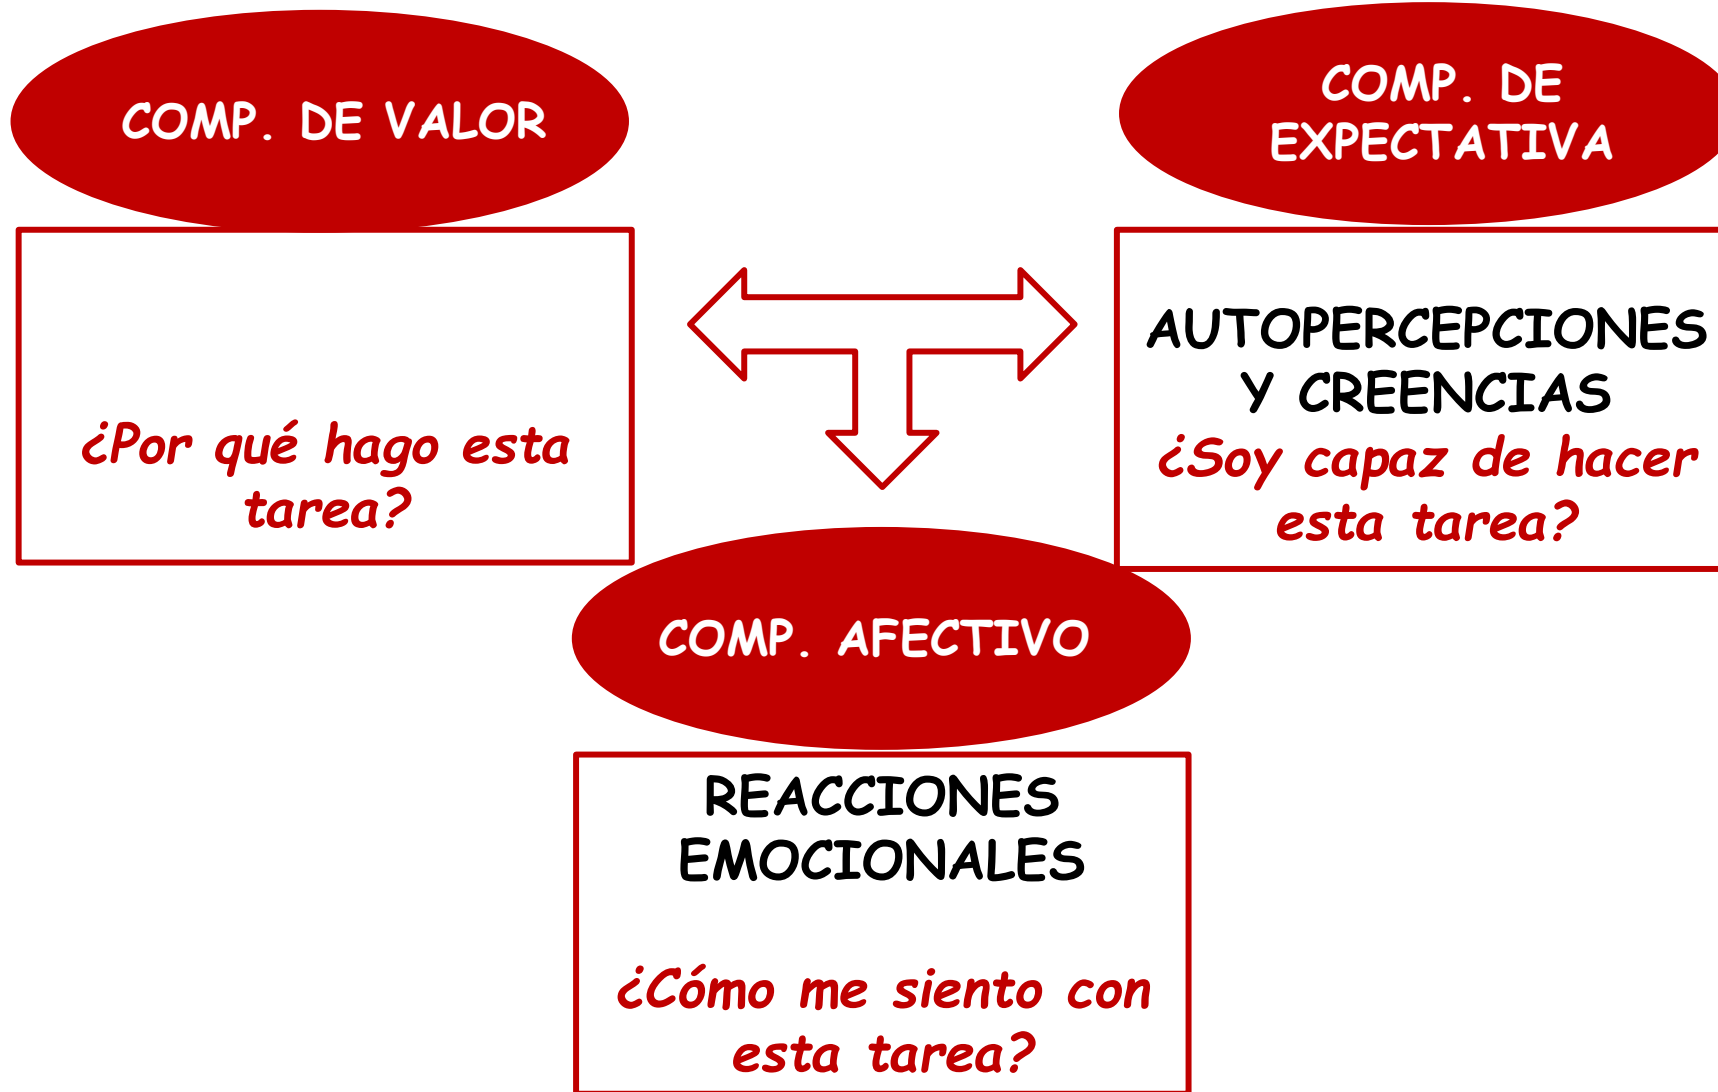 COMP. DE VALOR
¿Por qué hago esta
tarea?
COMP. DE
EXPECTATIVA
AUTOPERCEPCIONES
Y CREENCIAS
¿Soy capaz de hacer
esta tarea?
COMP. AFECTIVO
REACCIONES
EMOCIONALES
¿Cómo me siento con
esta tarea?